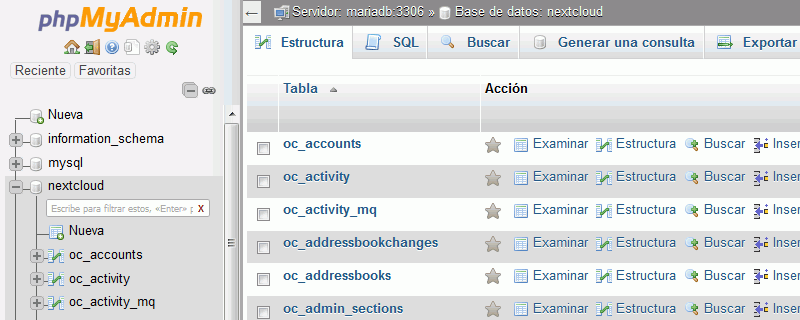 phpMyAdmin
Reciente Favoritas
Nueva
information_schema
mysql
nextcloud
Escribe para filtrar estos, «Enter» p X
Nueva
oc_accounts
oc_activity
oc_activity_mq
Servidor: mariadb:3306 » Base de datos: nextcloud
Estructura SQL Buscar Generar una consulta Exportar
Tabla Acción
oc_accounts Examinar Estructura Buscar Inser
oc_activity Examinar Estructura Buscar Inser
oc_activity_mq Examinar Estructura Buscar Inser
oc_addressbookchanges Examinar Estructura Buscar Inser
oc_addressbooks Examinar Estructura Buscar Inser
oc_admin_sections Examinar Estructura Buscar Inser